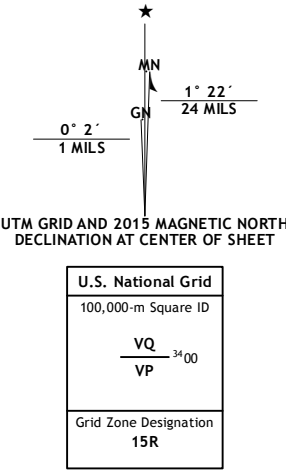 MN
1° 22´
24 MILS
GN
0° 2´
1 MILS
UTM GRID AND 2015 MAGNETIC NORTH
DECLINATION AT CENTER OF SHEET
U.S. National Grid
100,000-m Square ID
VQ
3400
VP
Grid Zone Designation
15R